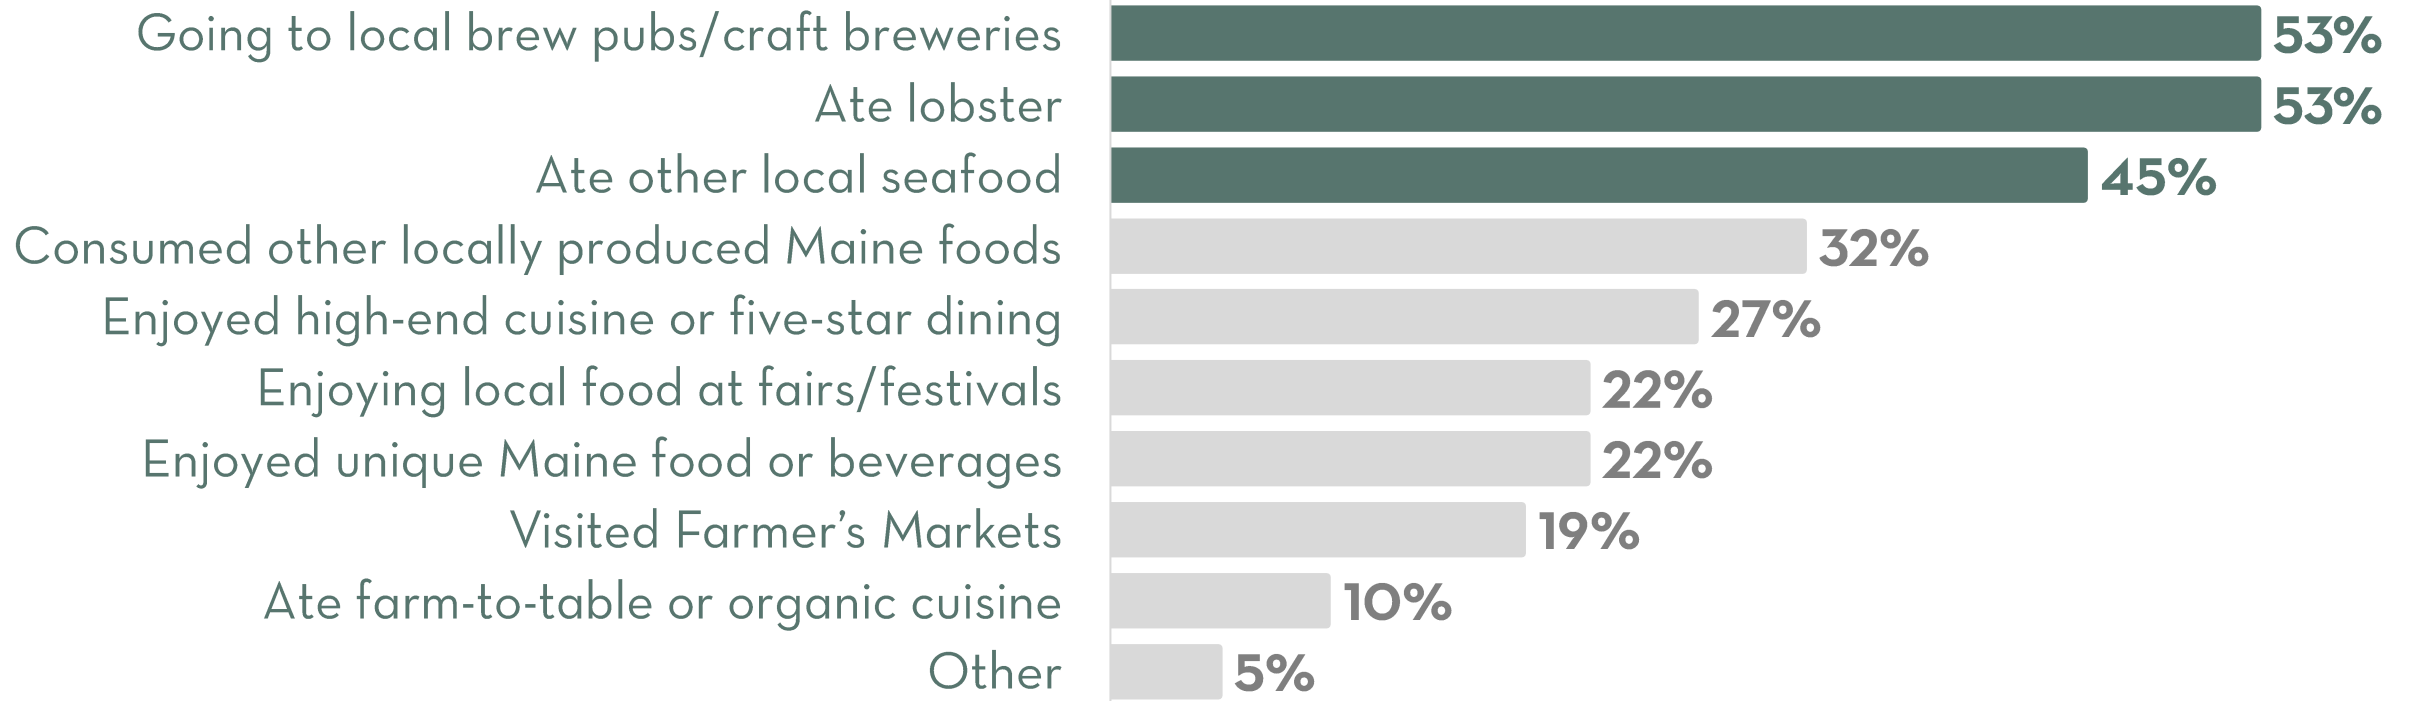 Going to local brew pubs/craft breweries 53%
Ate lobster 53%
Ate other local seafood 45%
Consumed other locally produced Maine foods 32%
Enjoyed high-end cuisine or five-star dining 27%
Enjoying local food at fairs/festivals 22%
Enjoyed unique Maine food or beverages 22%
Visited Farmer’s Markets 19%
Ate farm-to-table or organic cuisine 10%
Other 5%